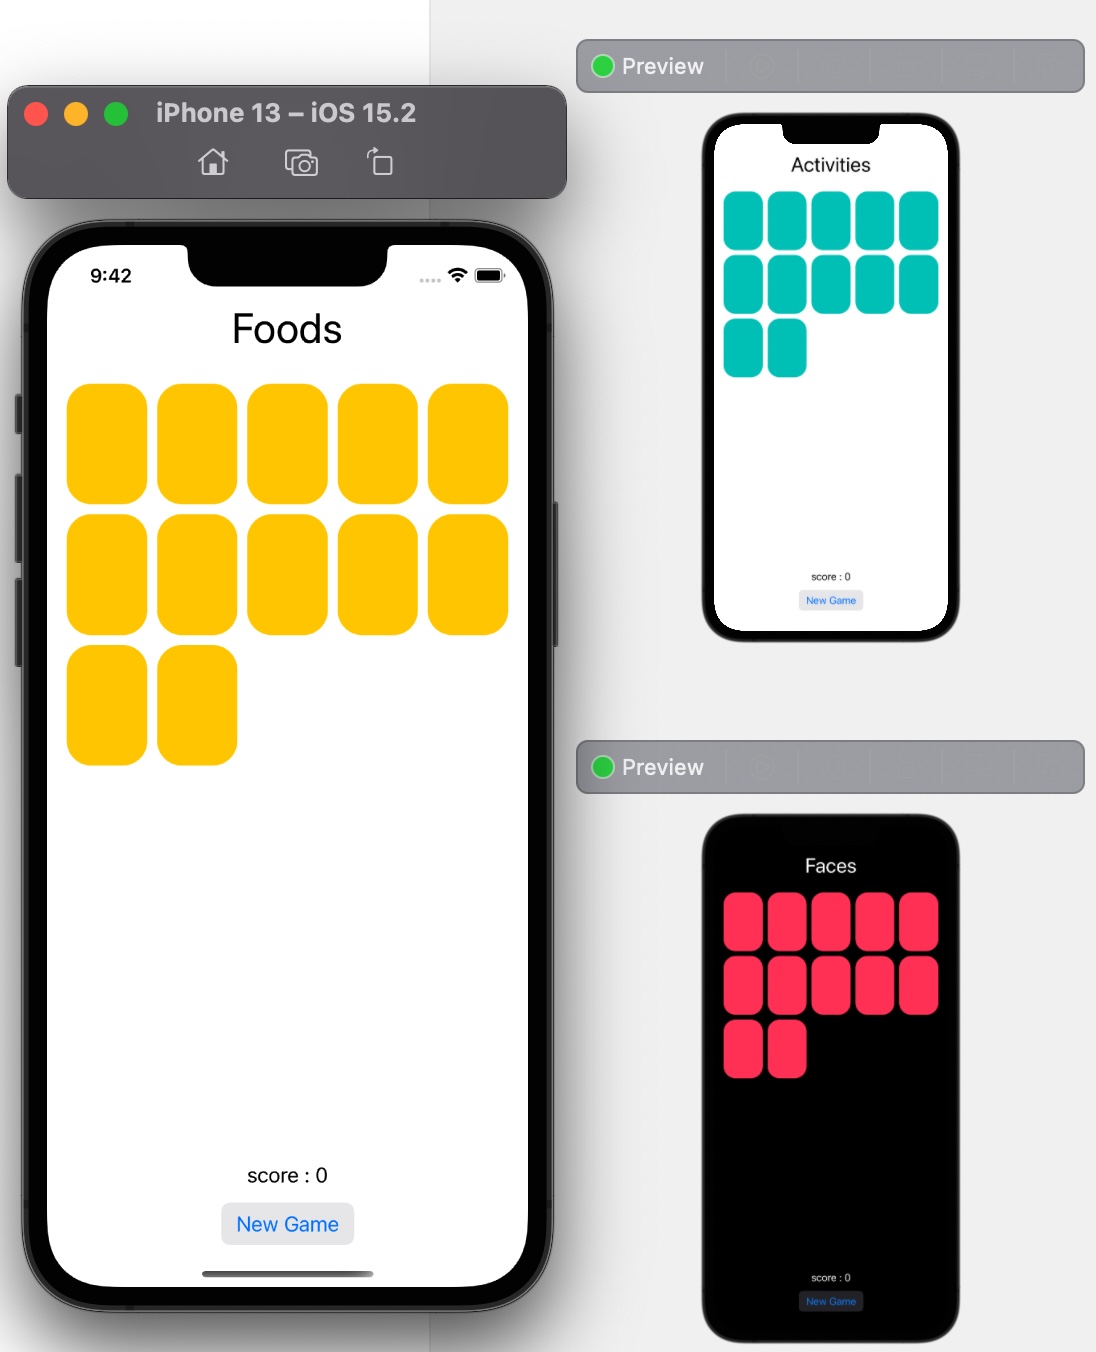 iPhone 13 – iOS 15.2
9:42
Foods
score : 0
New Game
Preview
Activities
score : 0
New Game
Preview
Faces
score : 0
New Game